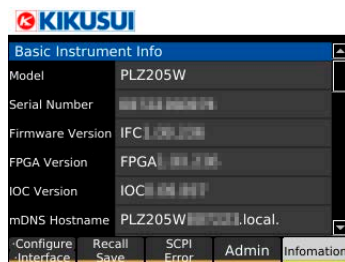 KIKUSUI
Basic Instrument Info
Model PLZ205W
Serial Number
Firmware Version IFC
FPGA Version FPGA
IOC Version IOC
mDNS Hostname PLZ205W .local.
·Configure Recall SCPI Admin Infomation
·Interface Save Error